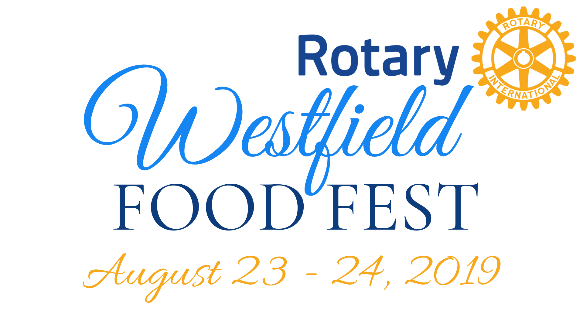 Rotary
ROTARY
INTERNATIONAL
Westfield
FOOD FEST
August 23 - 24, 2019